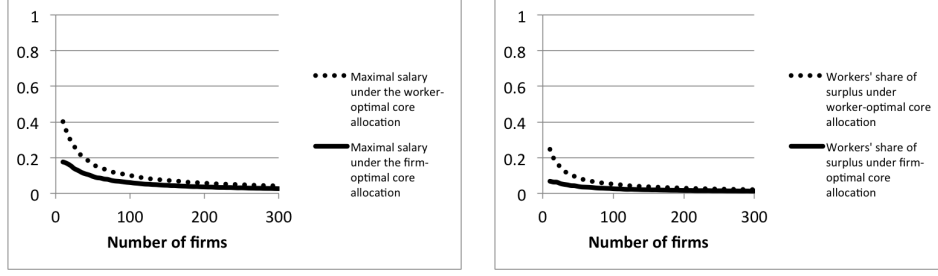 1
0.8
0.6
0.4
0.2
0
0 100 200 300
Number of firms
Maximal salary
under the worker-
optimal core
allocation
Maximal salary
under the firm-
optimal core
allocation
1
0.8
0.6
0.4
0.2
0
0 100 200 300
Number of firms
Workers' share of
surplus under
worker-optimal core
allocation
Workers' share of
surplus under firm-
optimal core
allocation